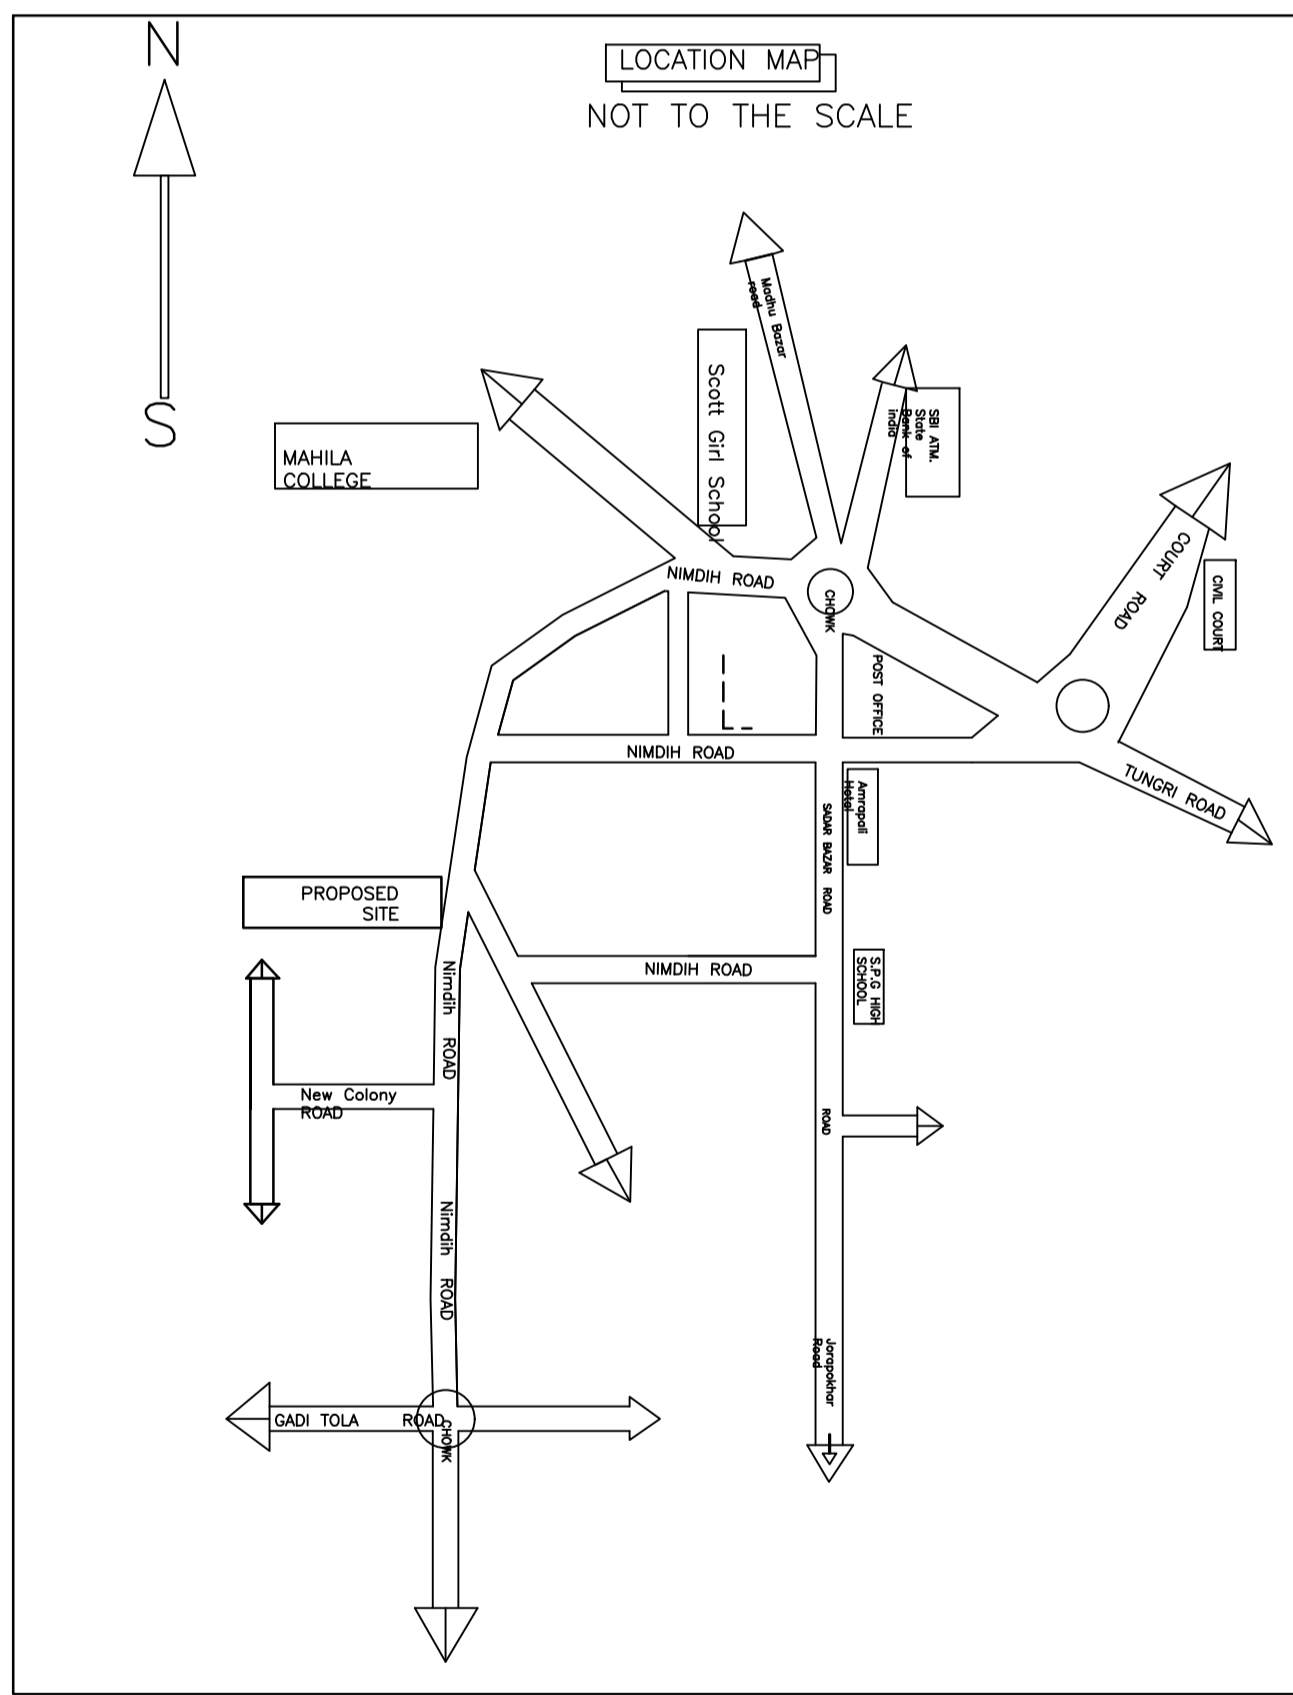 N
LOCATION MAP
NOT TO THE SCALE
S
Madhu Bazar
road
Scott Girl School
SBI ATM.
State
Bank of
india
MAHILA
COLLEGE
COURT ROAD
CIVIL COURT
NIMDIH ROAD
CHOWK
POST OFFICE
NIMDIH ROAD
TUNGRI ROAD
Amrapali
Hotel
SADAR BAZAR ROAD
PROPOSED
SITE
NIMDIH ROAD
S.P.G HIGH
SCHOOL
Nimdih ROAD
New Colony
ROAD
ROAD
Nimdih ROAD
Jorapokhar
Road
GADI TOLA ROAD
CHOWK